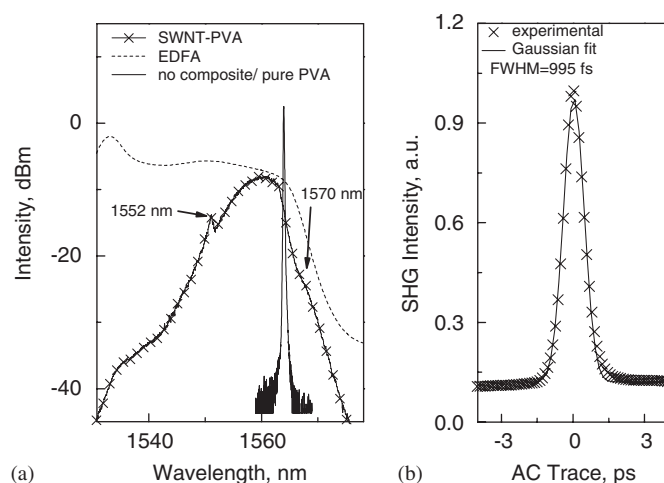 SWNT-PVA
EDFA
no composite/ pure PVA
0
-20
-40
Intensity, dBm
1552 nm
1570 nm
1540
1560
Wavelength, nm
(a)
experimental
Gaussian fit
FWHM=995 fs
1.2
0.9
0.6
0.3
0.0
SHG Intensity, a.u.
-3
0
3
AC Trace, ps
(b)